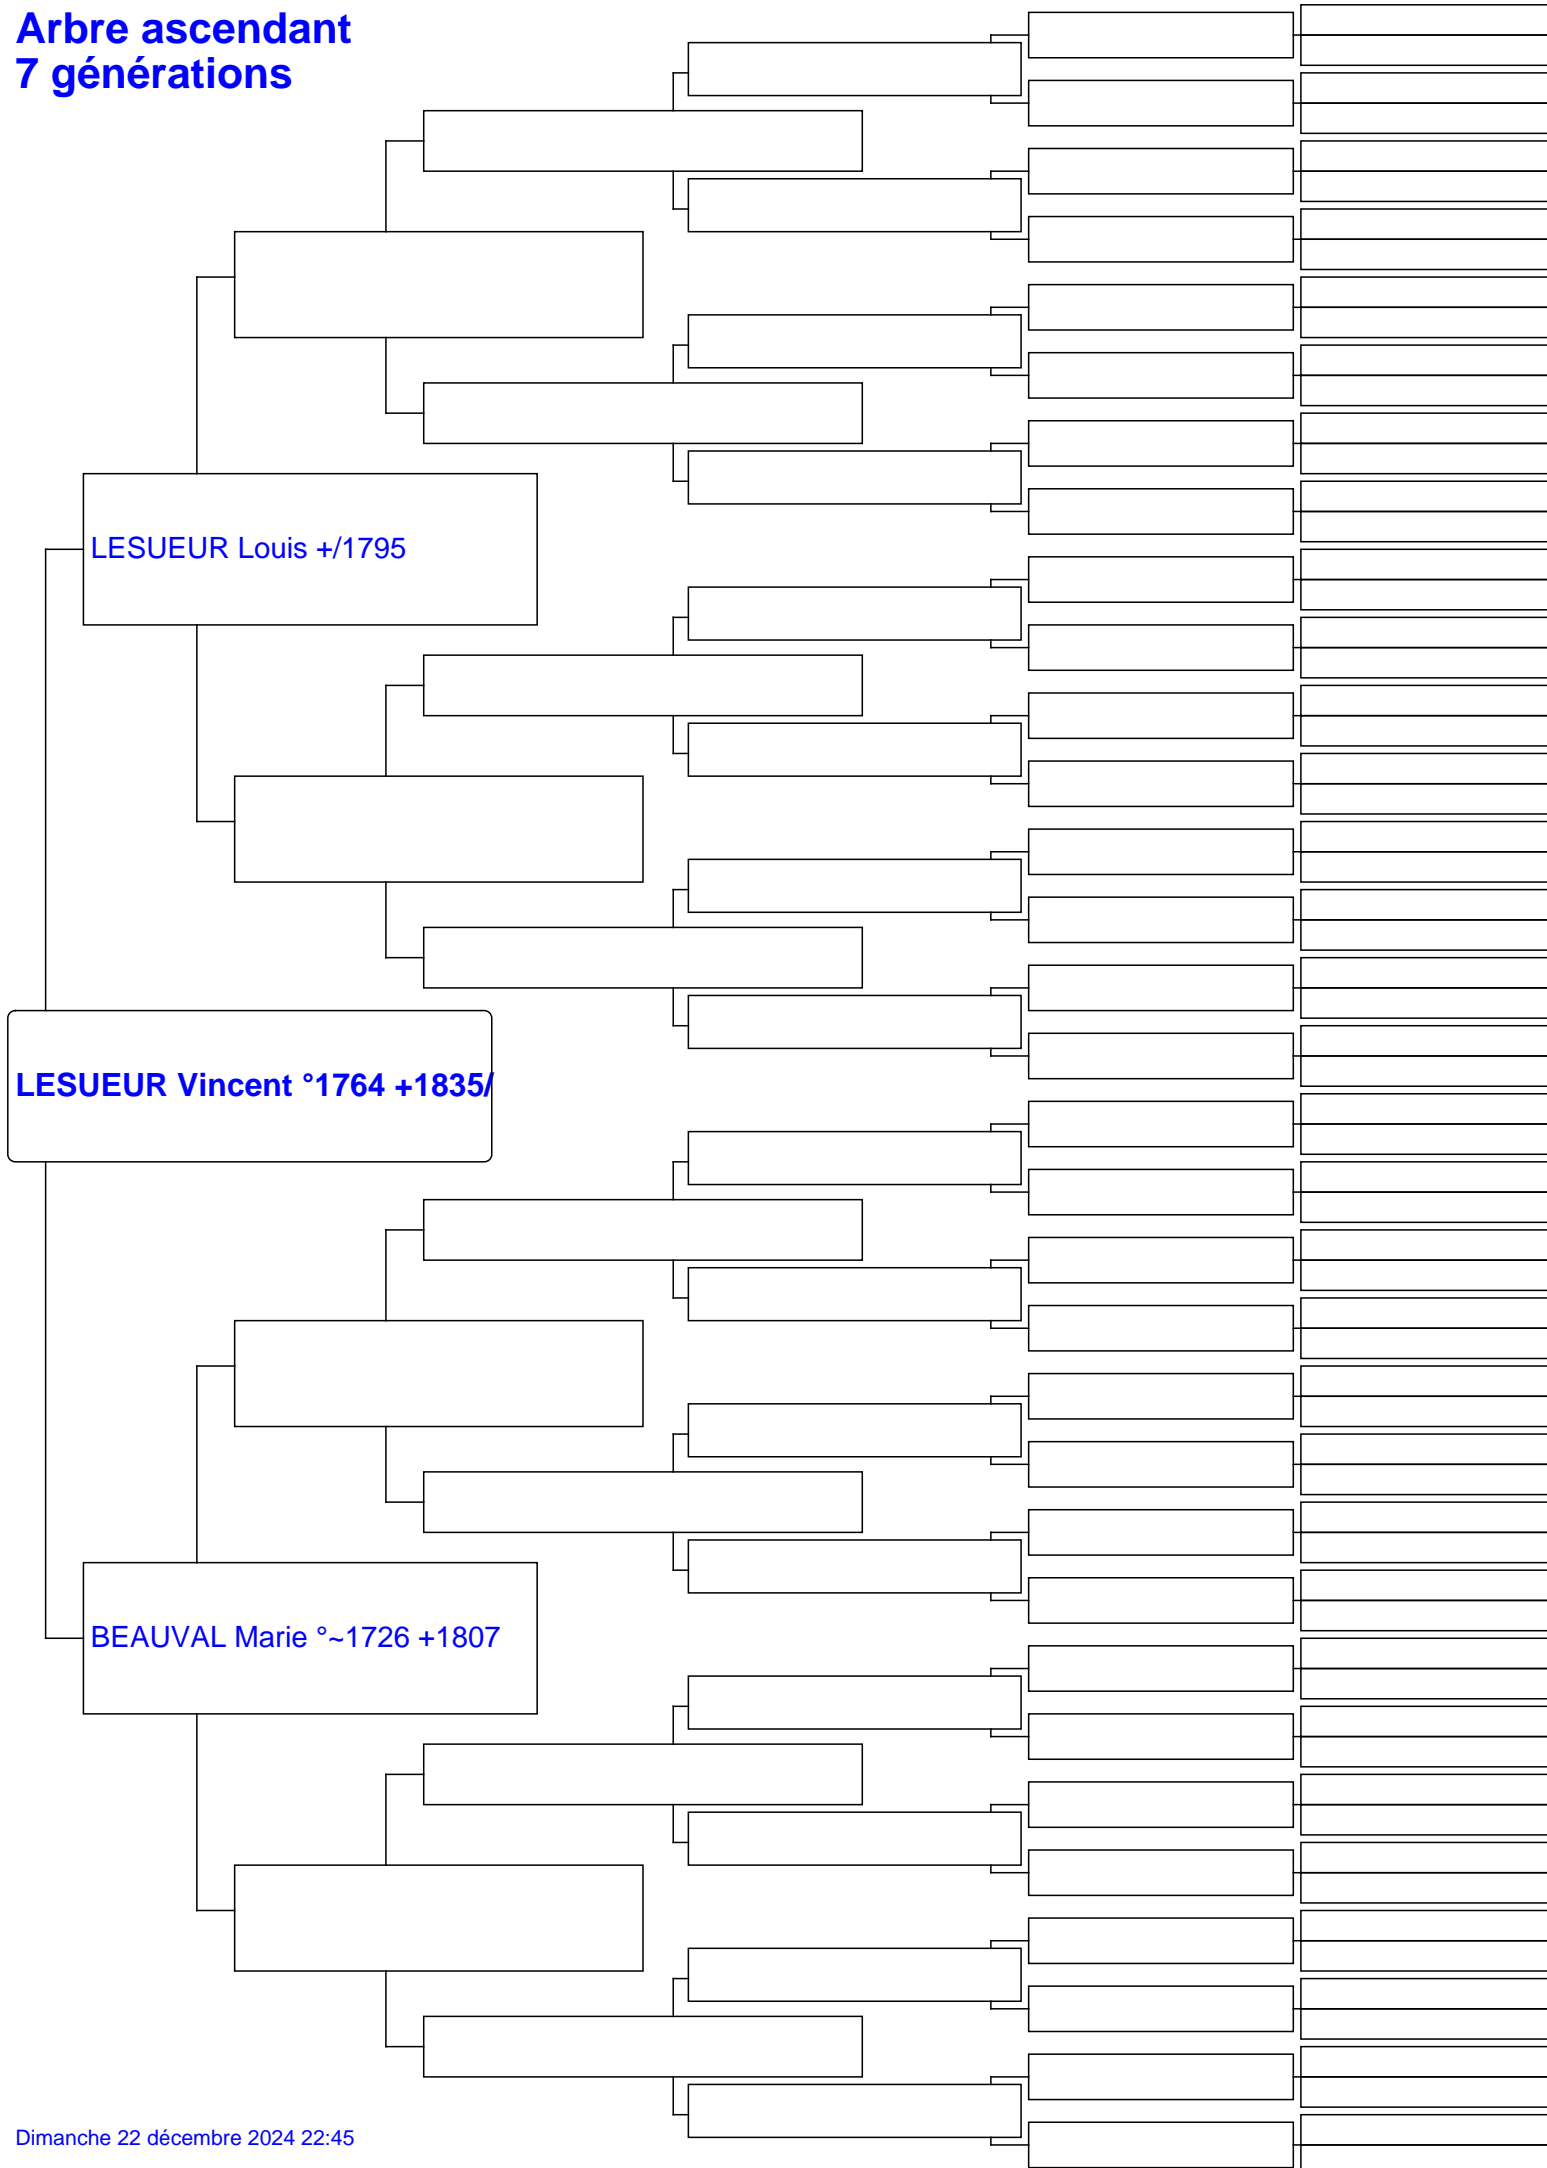 Arbre ascendant
7 générations
LESUEUR Louis +/1795
LESUEUR Vincent °1764 +1835/
BEAUVAL Marie °~1726 +1807
Dimanche 22 décembre 2024 22:45